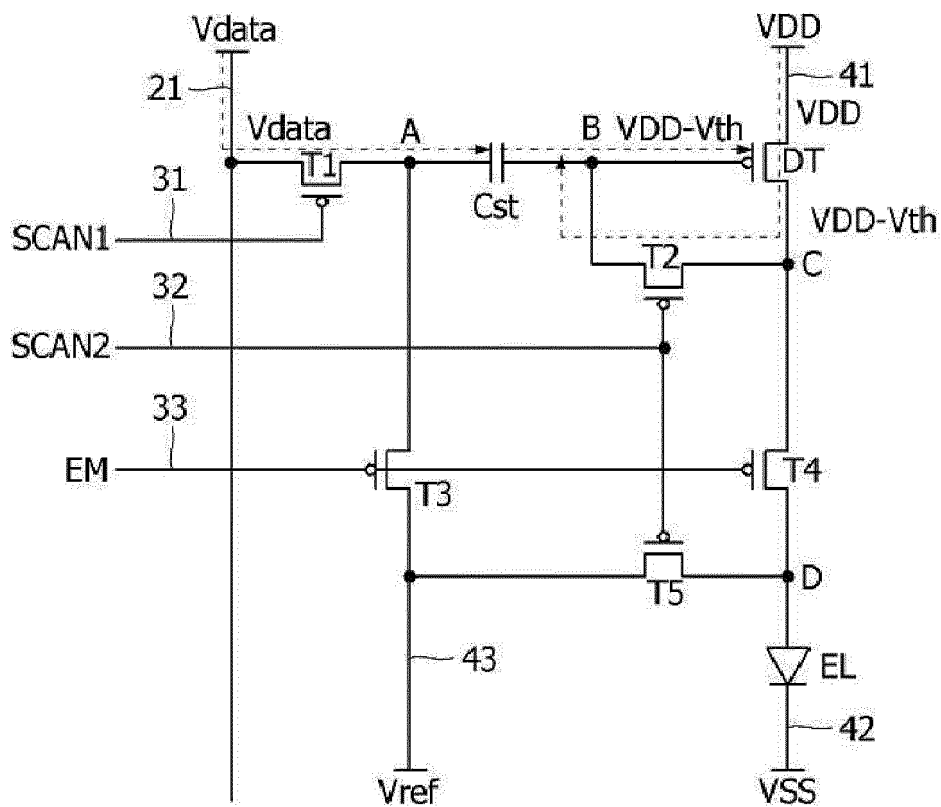 Vdata
VDD
21
41
Vdata
A
B
VDD-Vth
VDD
T1
DT
31
Cst
SCAN1
VDD-Vth
T2
C
32
SCAN2
33
EM
T3
T4
T5
D
43
EL
42
Vref
VSS